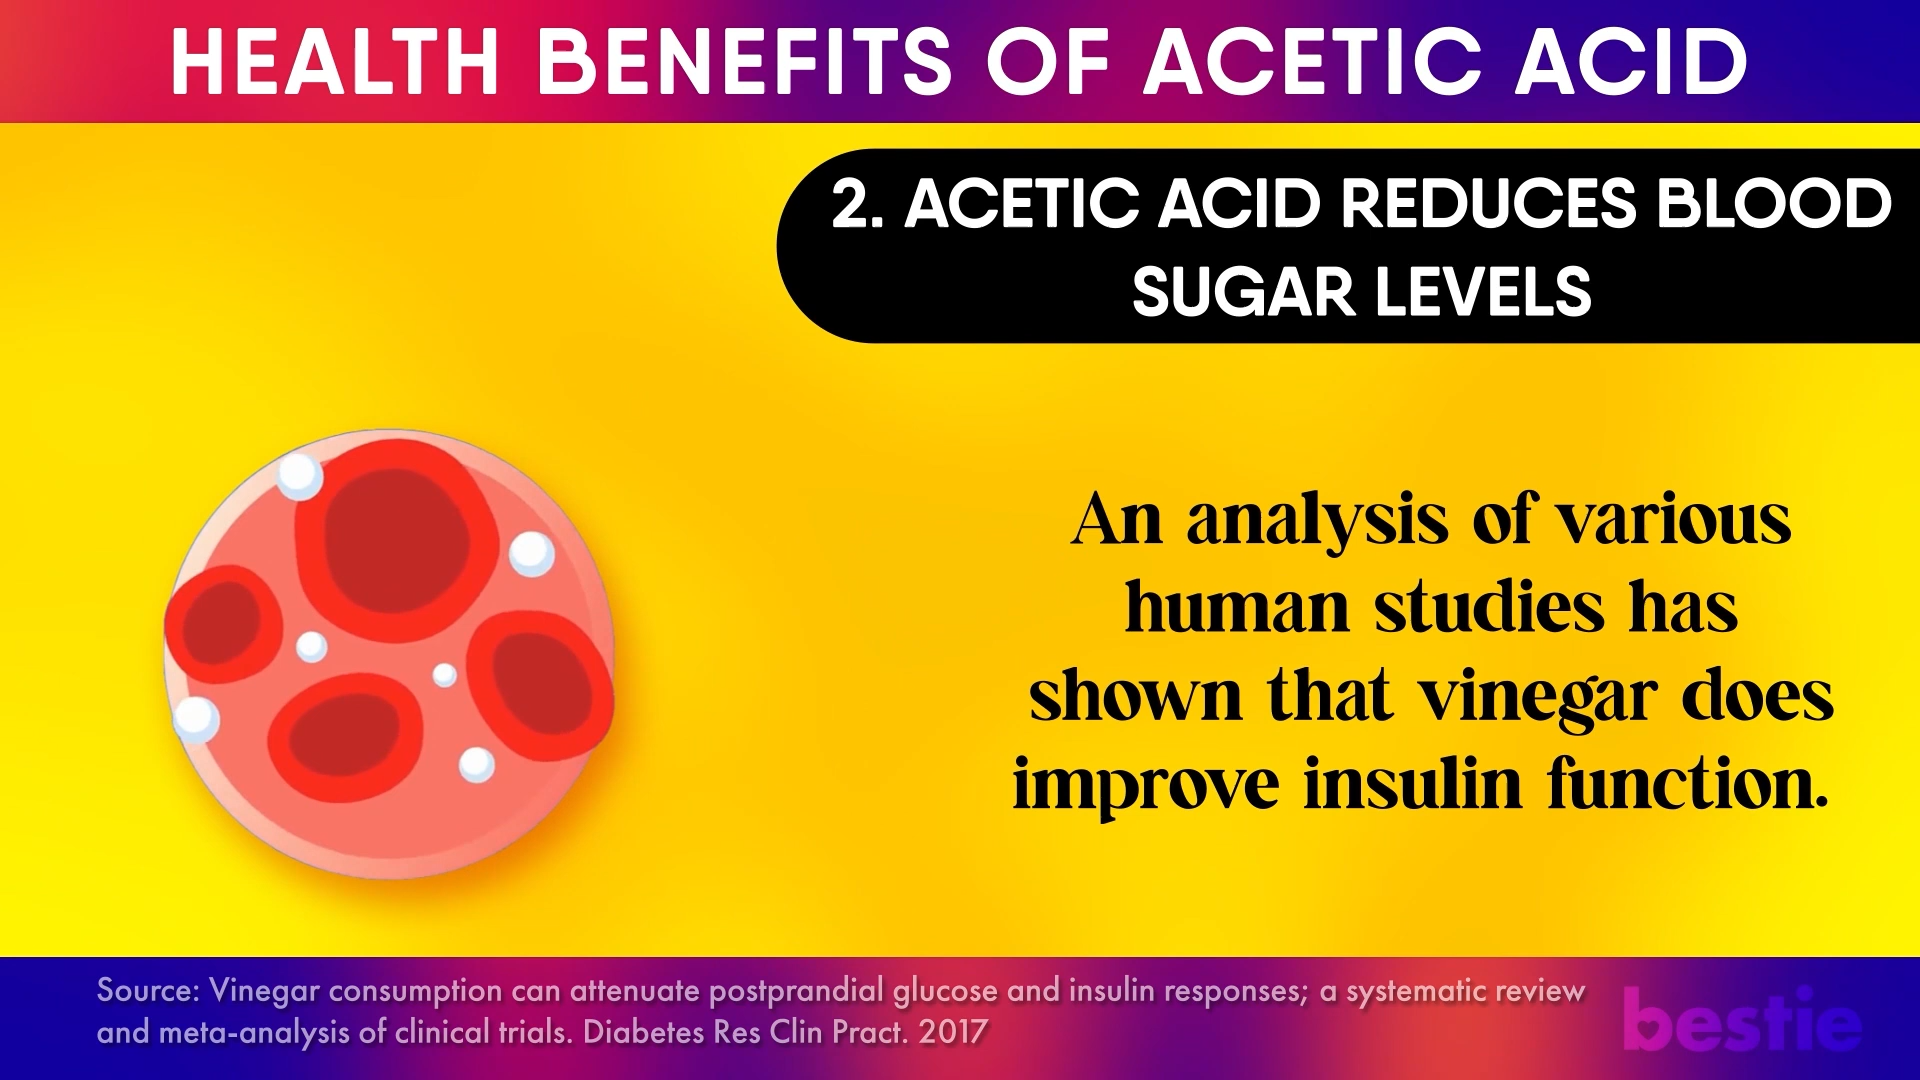 HEALTH BENEFITS OF ACETIC ACID
2. ACETIC ACID REDUCES BLOOD
SUGAR LEVELS
An analysis of various
human studies has
shown that vinegar does
improve insulin function.
Source: Vinegar consumption can attenuate postprandial glucose and insulin responses; a systematic review
and meta-analysis of clinical trials. Diabetes Res Clin Pract. 2017
bestie